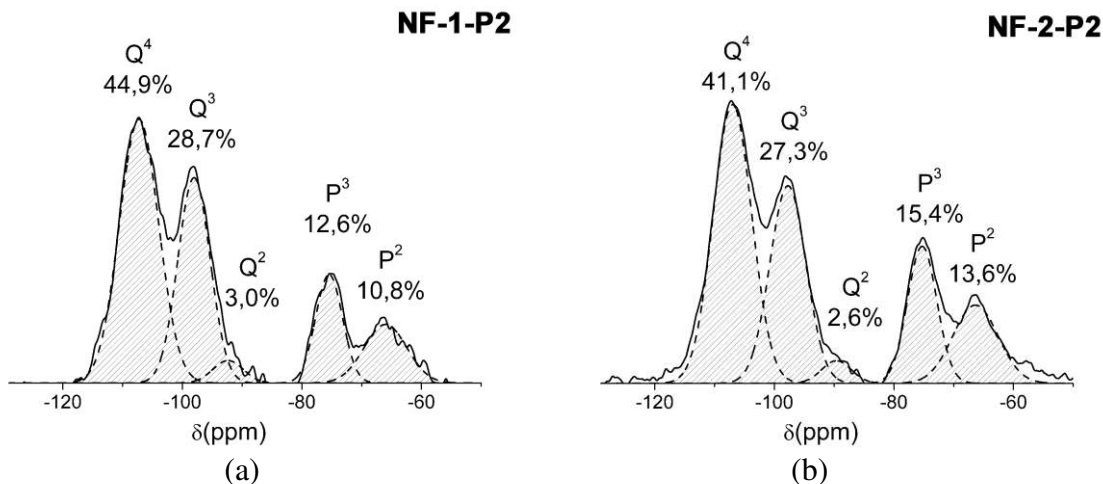 NF-1-P2
Q⁴
44,9%
Q³
28,7%
Q²
3,0%
P³
12,6%
P²
10,8%
-120 -100 -80 -60
δ(ppm)
(a)
NF-2-P2
Q⁴
41,1%
Q³
27,3%
Q²
2,6%
P³
15,4%
P²
13,6%
-120 -100 -80 -60
δ(ppm)
(b)